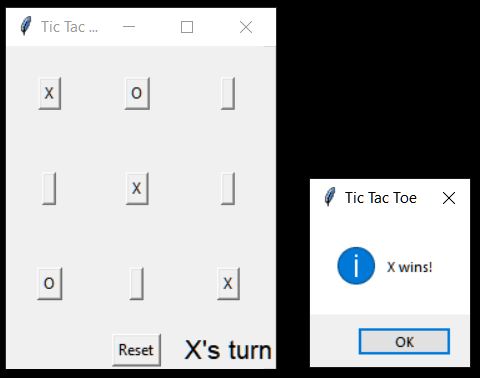 Tic Tac ...
X O
X
O X
Reset X's turn
Tic Tac Toe
i X wins!
OK